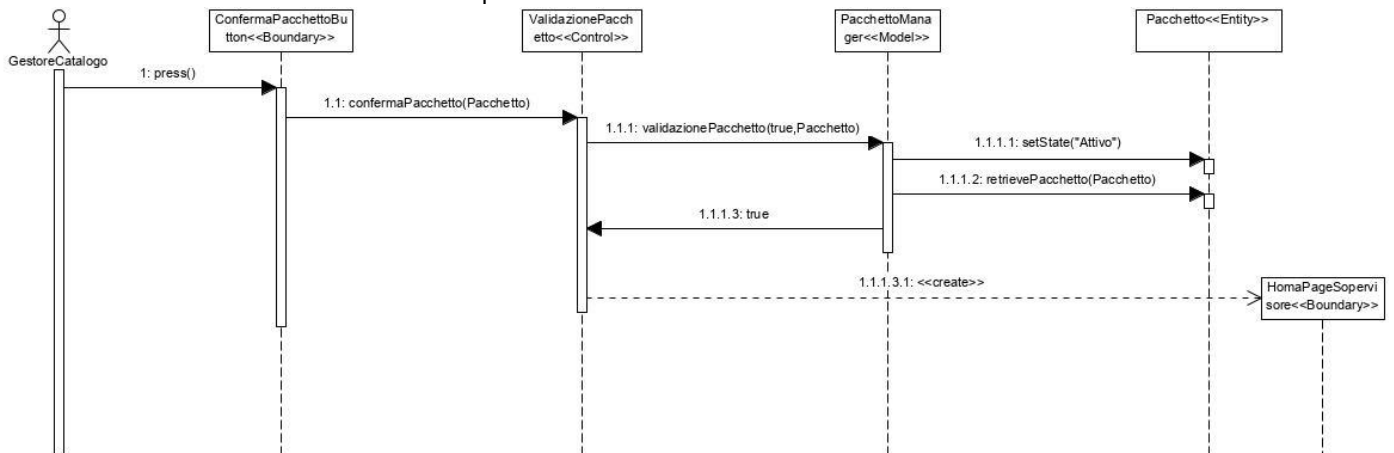 ConfermaPacchettoBu
tton<<Boundary>>
ValidazionePacch
etto<<Control>>
PacchettoMana
ger<<Model>>
Pacchetto<<Entity>>
GestoreCatalogo
1: press()
1.1: confermaPacchetto(Pacchetto)
1.1.1: validazionePacchetto(true,Pacchetto)
1.1.1.1: setState("Attivo")
1.1.1.2: retrievePacchetto(Pacchetto)
1.1.1.3: true
1.1.1.3.1: <<create>>
HomaPageSopervi
sore<<Boundary>>